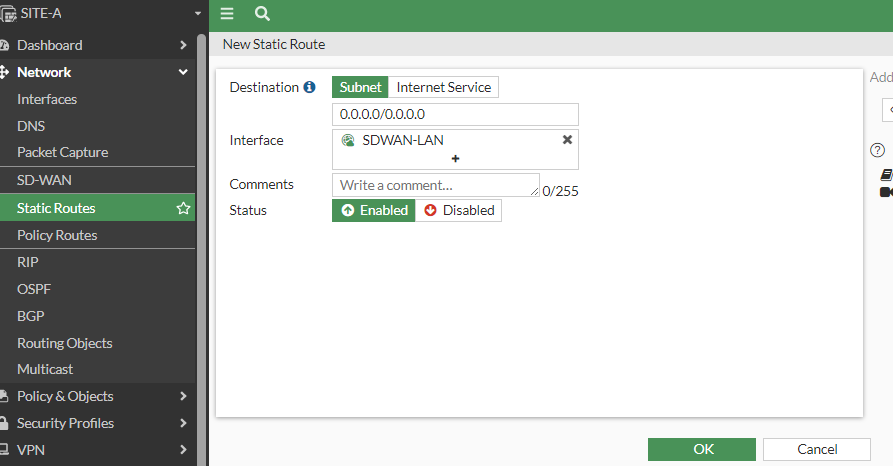 SITE-A
Dashboard
Network
Interfaces
DNS
Packet Capture
SD-WAN
Static Routes
Policy Routes
RIP
OSPF
BGP
Routing Objects
Multicast
Policy & Objects
Security Profiles
VPN
New Static Route
Destination Subnet Internet Service
0.0.0.0/0.0.0.0
Interface SDWAN-LAN
+
Comments Write a comment... 0/255
Status Enabled Disabled
OK Cancel
Add